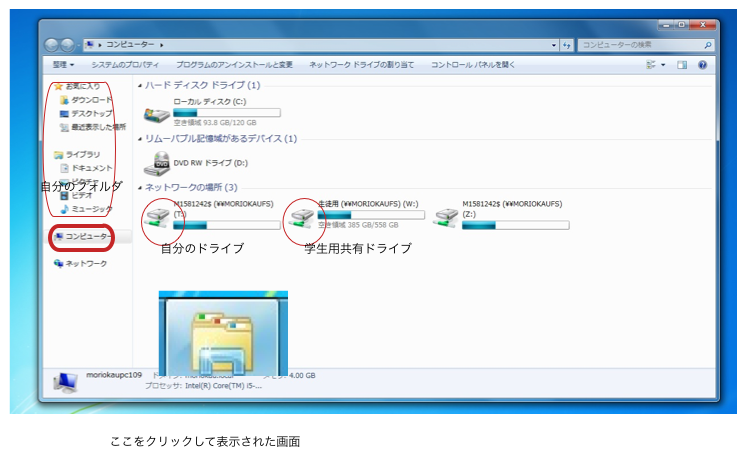 コンピューター
コンピューターの検索
整理 システムのプロパティ プログラムのアンインストールと変更 ネットワーク ドライブの割り当て コントロール パネルを開く
お気に入り
ダウンロード
デスクトップ
最近表示した場所
ライブラリ
ドキュメント
ピクチャ
自分のフォルダ
ビデオ
ミュージック
コンピューター
ネットワーク
ハード ディスク ドライブ (1)
ローカル ディスク (C:)
空き領域 93.8 GB/120 GB
リムーバブル記憶域があるデバイス (1)
DVD RW ドライブ (D:)
DVD
ネットワークの場所 (3)
M1581242$ (¥¥MORIOKAUFS)
(T:)
生徒用 (¥¥MORIOKAUFS) (W:)
空き領域 385 GB/558 GB
M1581242$ (¥¥MORIOKAUFS)
(Z:)
自分のドライブ
学生用共有ドライブ
moriokaupc109
4.00 GB
プロセッサ: Intel(R) Core(TM) i5-...
ここをクリックして表示された画面